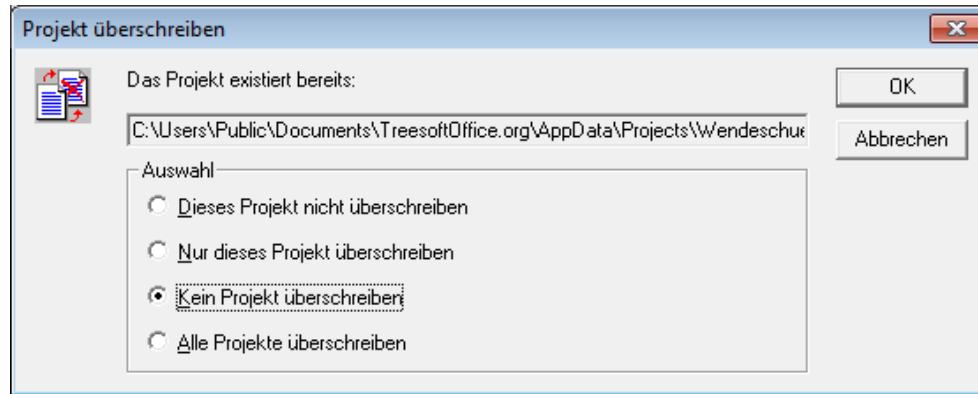 Projekt überschreiben
Das Projekt existiert bereits:
OK
C:\Users\Public\Documents\TreesoftOffice.org\AppData\Projects\Wendeschue
Abbrechen
Auswahl
Dieses Projekt nicht überschreiben
Nur dieses Projekt überschreiben
Kein Projekt überschreiben
Alle Projekte überschreiben